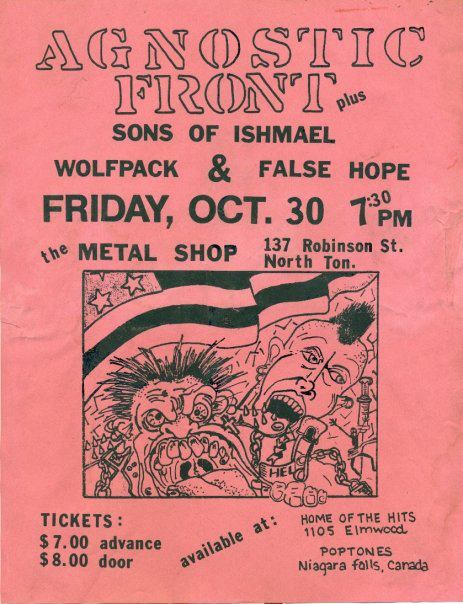 AGNOSTIC
FRONT plus
SONS OF ISHMAEL
WOLFPACK & FALSE HOPE
FRIDAY, OCT. 30 7:30 PM
the METAL SHOP 137 Robinson St.
North Ton.
HELL
TICKETS:
$7.00 advance
$8.00 door
available at:
HOME OF THE HITS
1105 Elmwood
POPTONES
Niagara falls, Canada